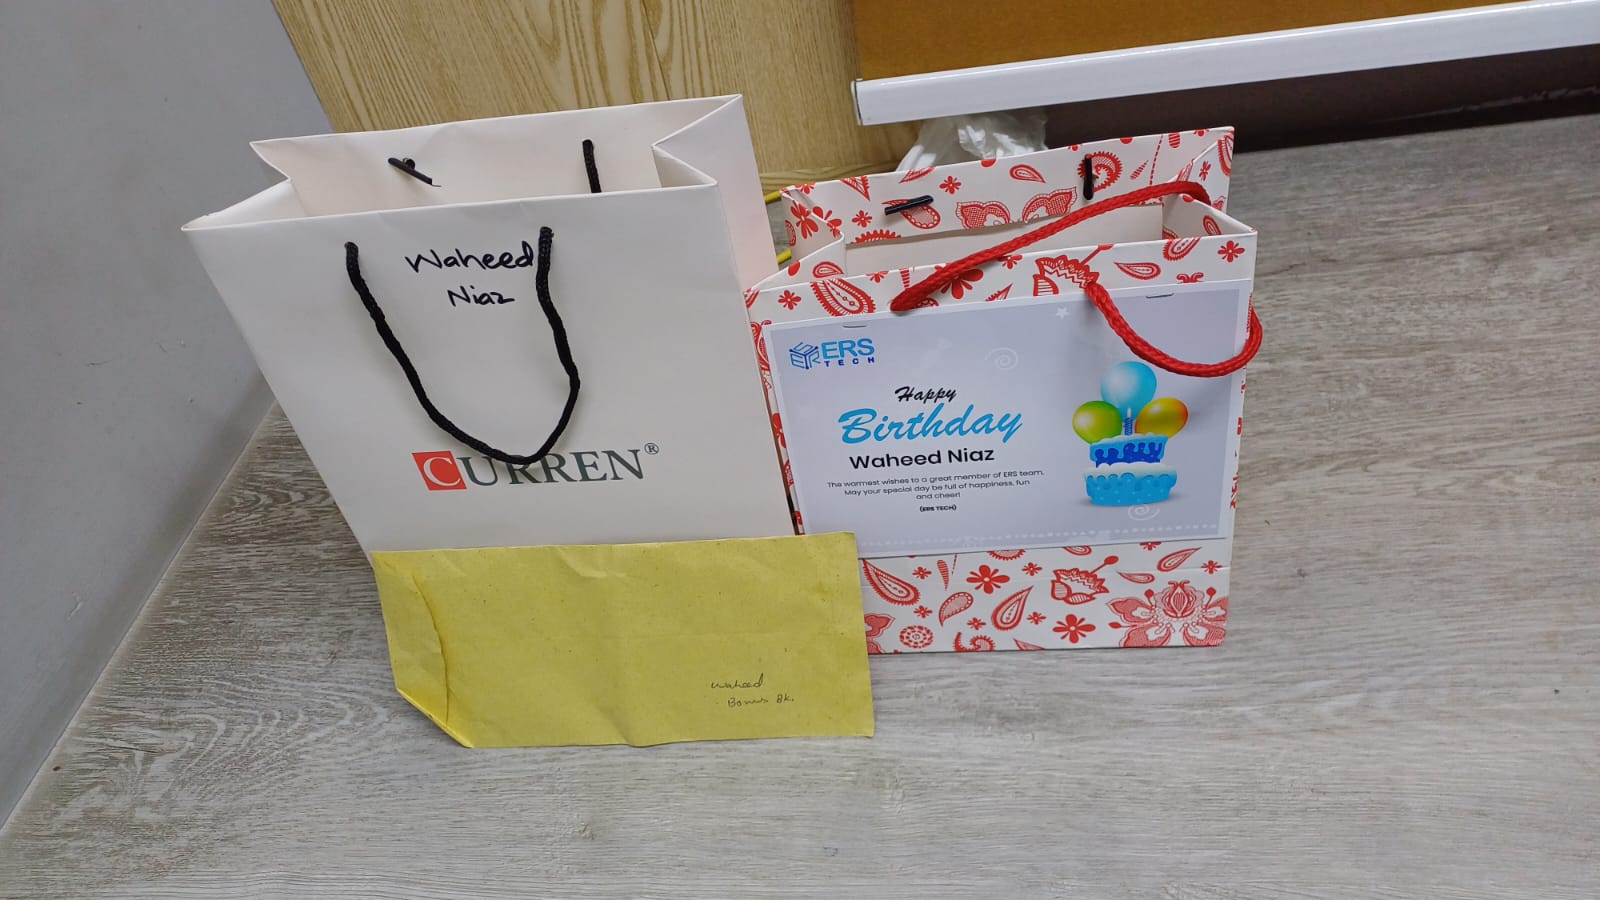 Waheed
Niaz
CURREN®
ERS
TECH
Happy
Birthday
Waheed Niaz
The warmest wishes to a great member of ERS team,
May your special day be full of happiness, fun
and cheer!
(ERS TECH)
Waheed
Bonus 8k.